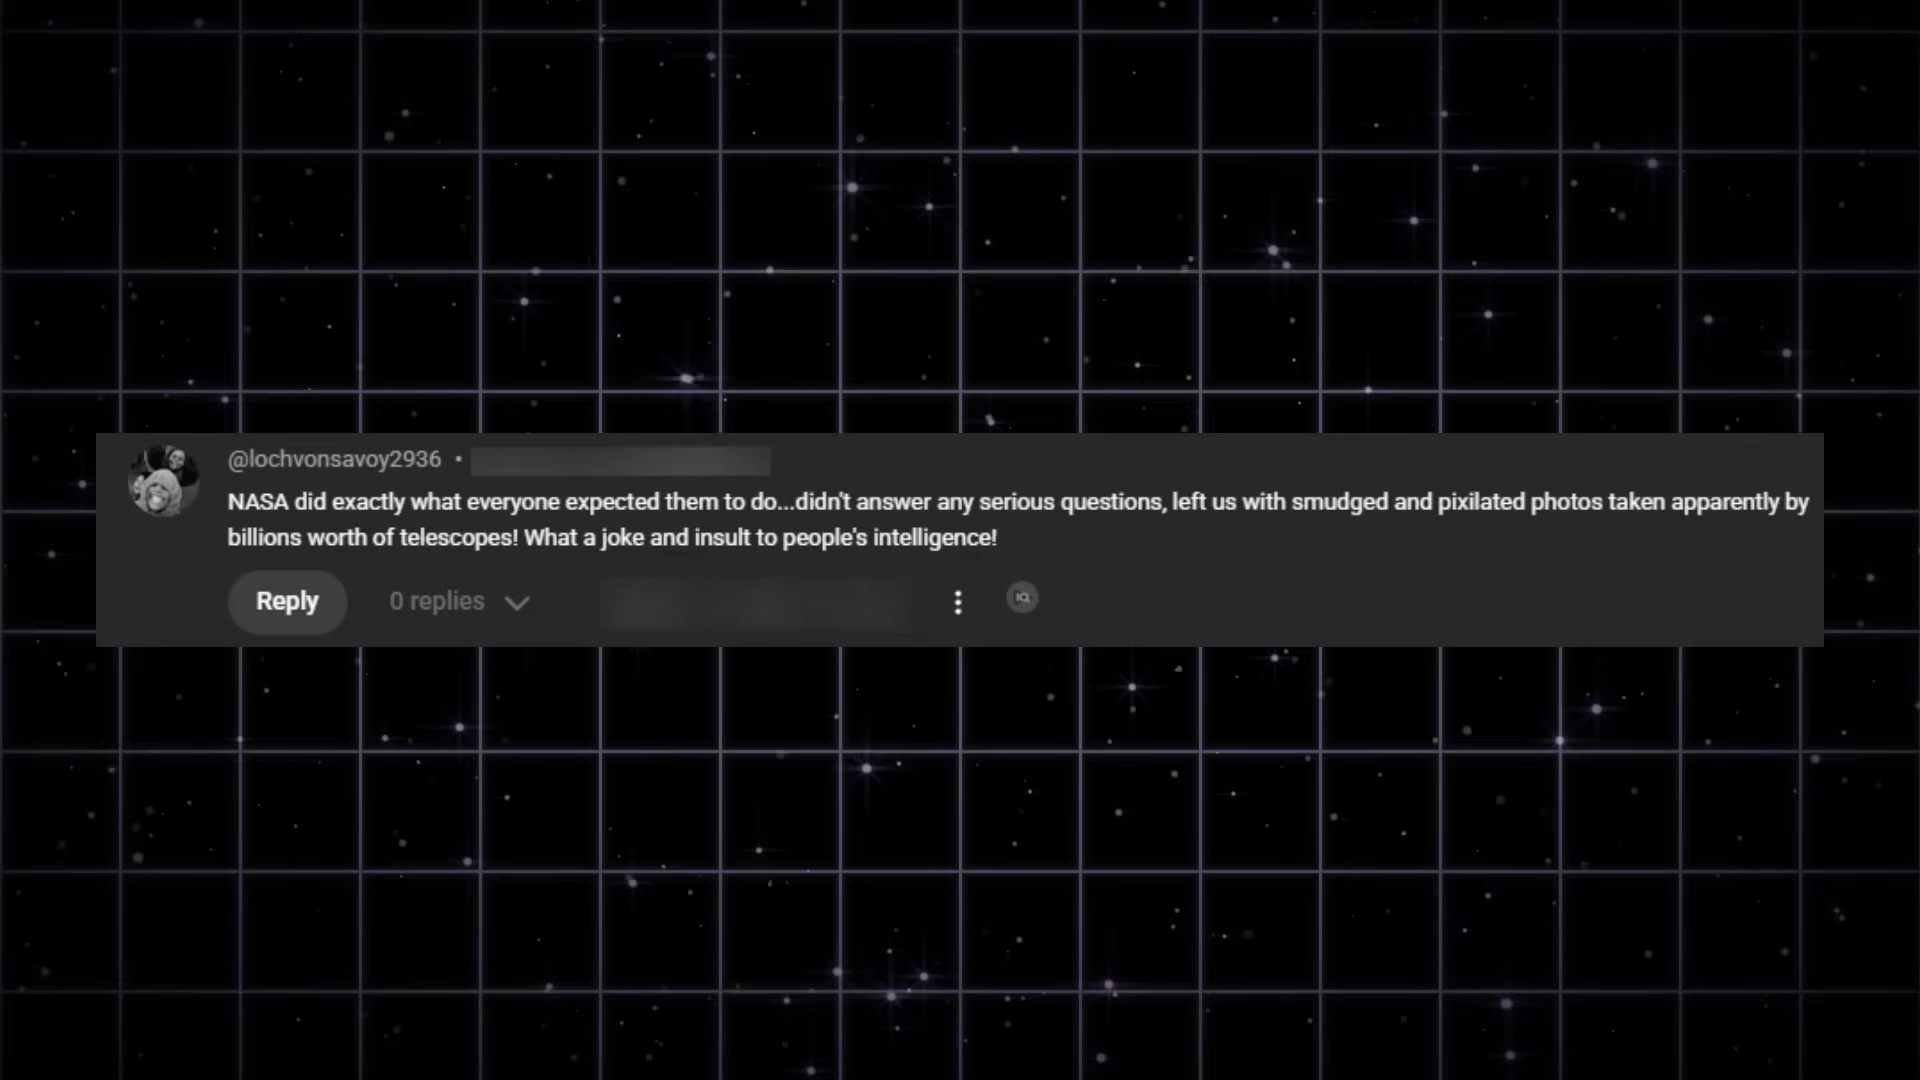 @lochvonsavoy2936 •
NASA did exactly what everyone expected them to do...didn't answer any serious questions, left us with smudged and pixilated photos taken apparently by
billions worth of telescopes! What a joke and insult to people's intelligence!
Reply 0 replies